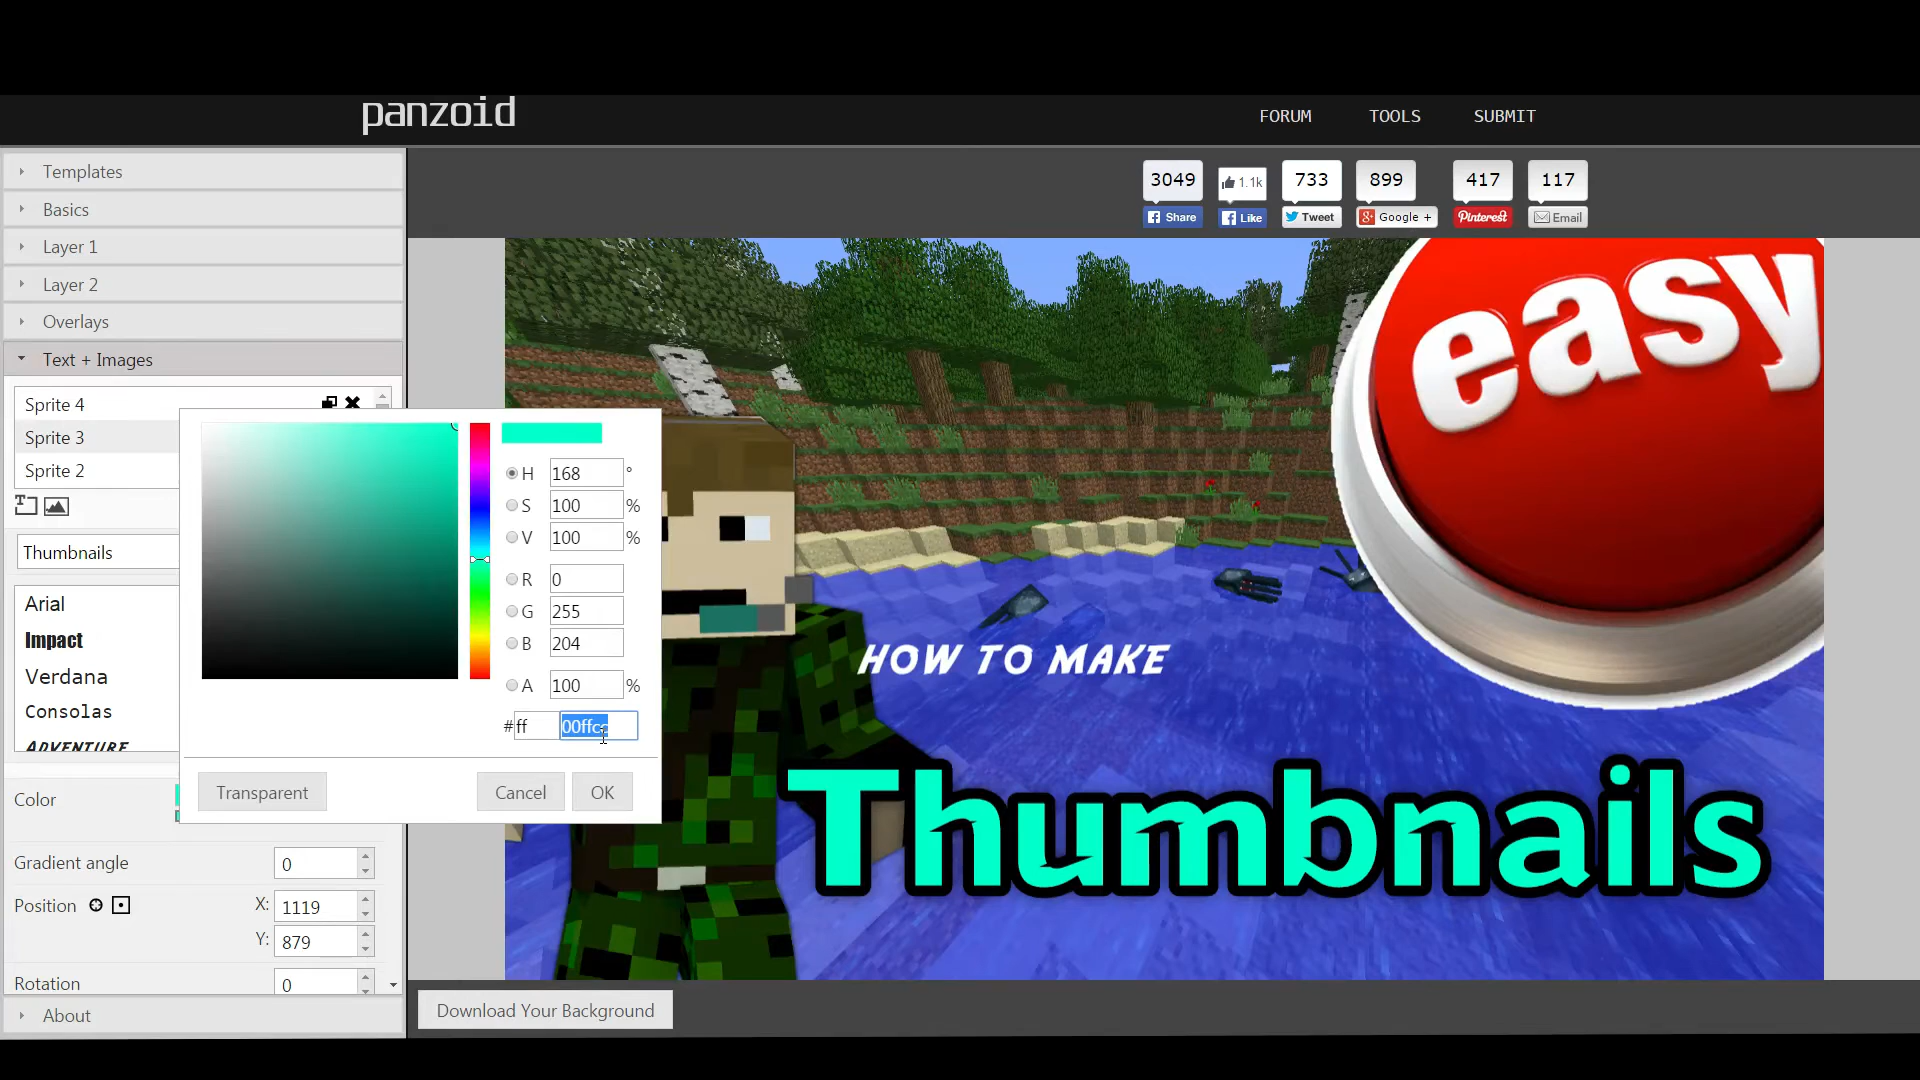 panzoid
FORUM
TOOLS
SUBMIT
Templates
Basics
Layer 1
Layer 2
Overlays
Text + Images
Sprite 4
Sprite 3
Sprite 2
Thumbnails
Arial
Impact
Verdana
Consolas
ADVENTURE
Color
Gradient angle
0
Position
X:
1119
Y:
879
Rotation
0
About
H
168
°
S
100
%
V
100
%
R
0
G
255
B
204
A
100
%
#
ff
00ffcc
Transparent
Cancel
OK
3049
1.1k
733
899
417
117
Share
Like
Tweet
Google +
Pinterest
Email
easy
HOW TO MAKE
Thumbnails
Download Your Background